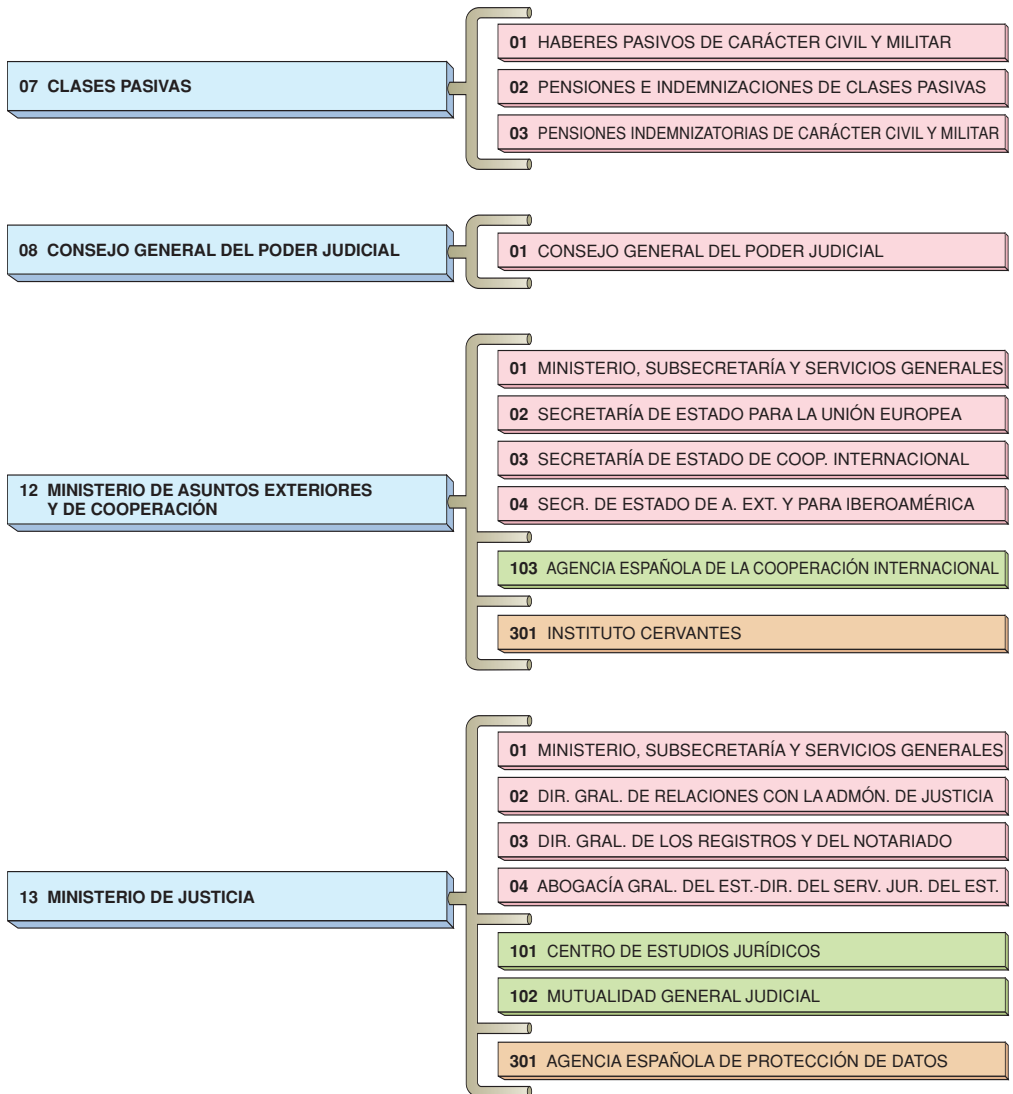 07 CLASES PASIVAS
01 HABERES PASIVOS DE CARÁCTER CIVIL Y MILITAR
02 PENSIONES E INDEMNIZACIONES DE CLASES PASIVAS
03 PENSIONES INDEMNIZATORIAS DE CARÁCTER CIVIL Y MILITAR
08 CONSEJO GENERAL DEL PODER JUDICIAL
01 CONSEJO GENERAL DEL PODER JUDICIAL
12 MINISTERIO DE ASUNTOS EXTERIORES
Y DE COOPERACIÓN
01 MINISTERIO, SUBSECRETARÍA Y SERVICIOS GENERALES
02 SECRETARÍA DE ESTADO PARA LA UNIÓN EUROPEA
03 SECRETARÍA DE ESTADO DE COOP. INTERNACIONAL
04 SECR. DE ESTADO DE A. EXT. Y PARA IBEROAMÉRICA
103 AGENCIA ESPAÑOLA DE LA COOPERACIÓN INTERNACIONAL
301 INSTITUTO CERVANTES
13 MINISTERIO DE JUSTICIA
01 MINISTERIO, SUBSECRETARÍA Y SERVICIOS GENERALES
02 DIR. GRAL. DE RELACIONES CON LA ADMÓN. DE JUSTICIA
03 DIR. GRAL. DE LOS REGISTROS Y DEL NOTARIADO
04 ABOGACÍA GRAL. DEL EST.-DIR. DEL SERV. JUR. DEL EST.
101 CENTRO DE ESTUDIOS JURÍDICOS
102 MUTUALIDAD GENERAL JUDICIAL
301 AGENCIA ESPAÑOLA DE PROTECCIÓN DE DATOS